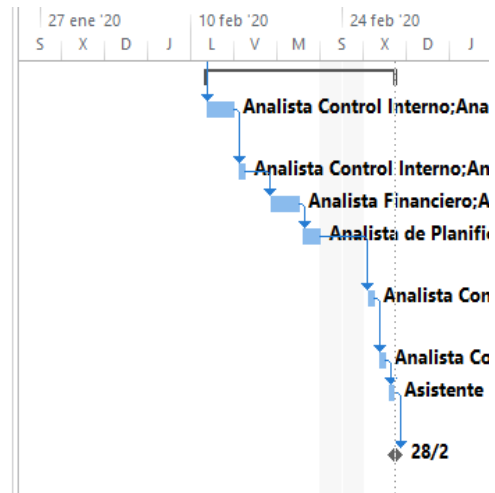 27 ene '20 10 feb '20 24 feb '20
S X D J L V M S X D J
Analista Control Interno;Ana
Analista Control Interno;An
Analista Financiero;A
Analista de Planific
Analista Con
Analista Co
Asistente
28/2